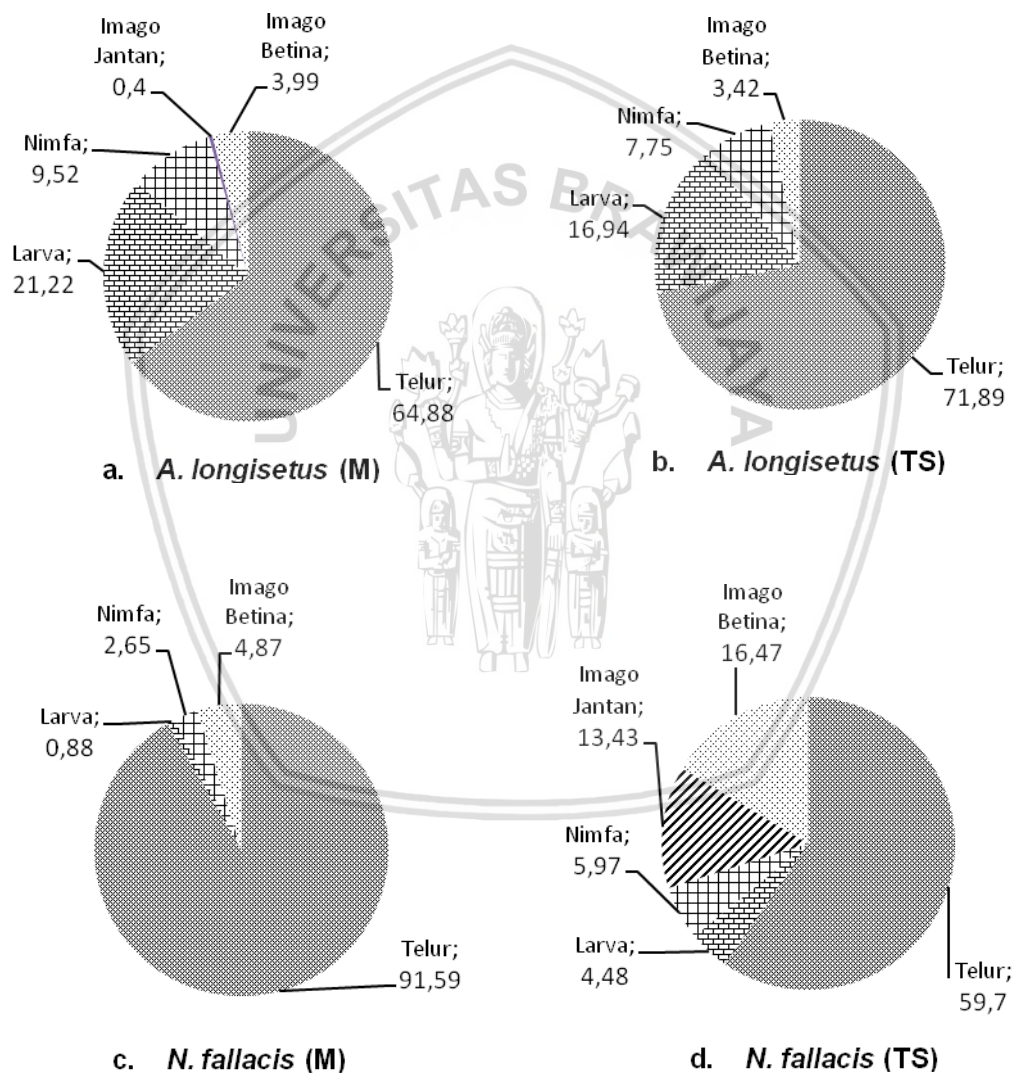 Imago
Jantan;
0,4
Imago
Betina;
3,99
Nimfa;
9,52
Larva;
21,22
Telur;
64,88
a. A. longisetus (M)
Imago
Betina;
3,42
Nimfa;
7,75
Larva;
16,94
Telur;
71,89
b. A. longisetus (TS)
UNIVERSITAS BRAWIJAYA
Imago
Betina;
4,87
Nimfa;
2,65
Larva;
0,88
Telur;
91,59
c. N. fallacis (M)
Imago
Betina;
16,47
Imago
Jantan;
13,43
Nimfa;
5,97
Larva;
4,48
Telur;
59,7
d. N. fallacis (TS)